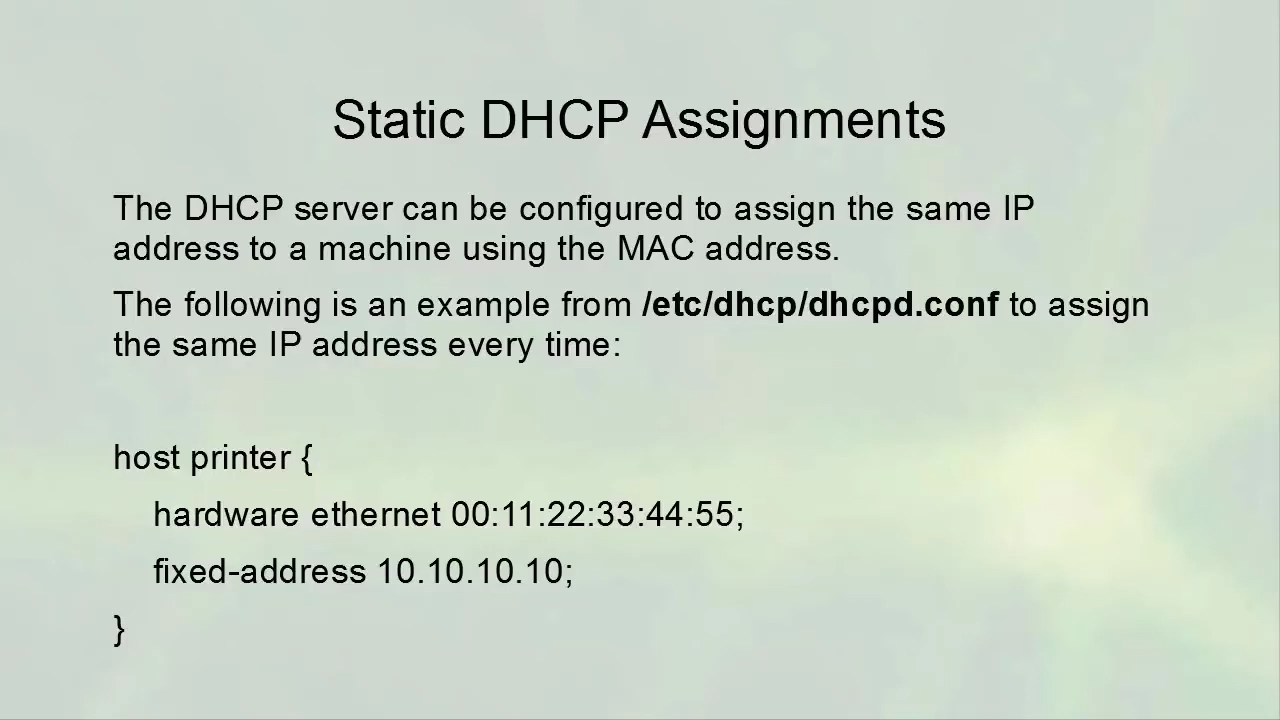 Static DHCP Assignments
The DHCP server can be configured to assign the same IP
address to a machine using the MAC address.
The following is an example from /etc/dhcp/dhcpd.conf to assign
the same IP address every time:
host printer {
hardware ethernet 00:11:22:33:44:55;
fixed-address 10.10.10.10;
}